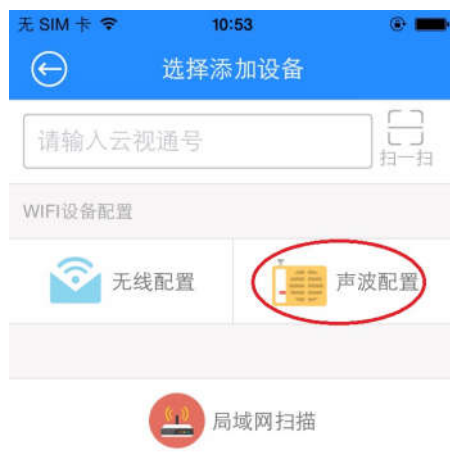 无 SIM 卡 10:53
选择添加设备
请输入云视通号
扫一扫
WIFI设备配置
无线配置 声波配置
局域网扫描